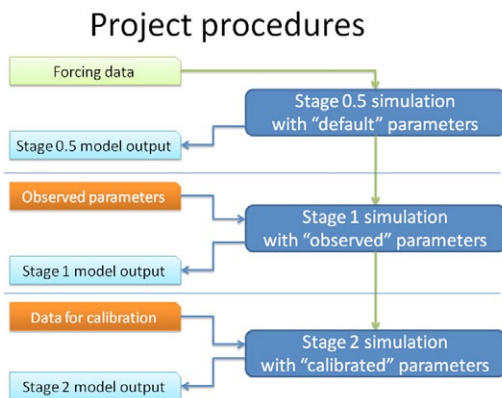 Project procedures
Forcing data
Stage 0.5 simulation
with “default” parameters
Stage 0.5 model output
Observed parameters
Stage 1 simulation
with “observed” parameters
Stage 1 model output
Data for calibration
Stage 2 simulation
with “calibrated” parameters
Stage 2 model output